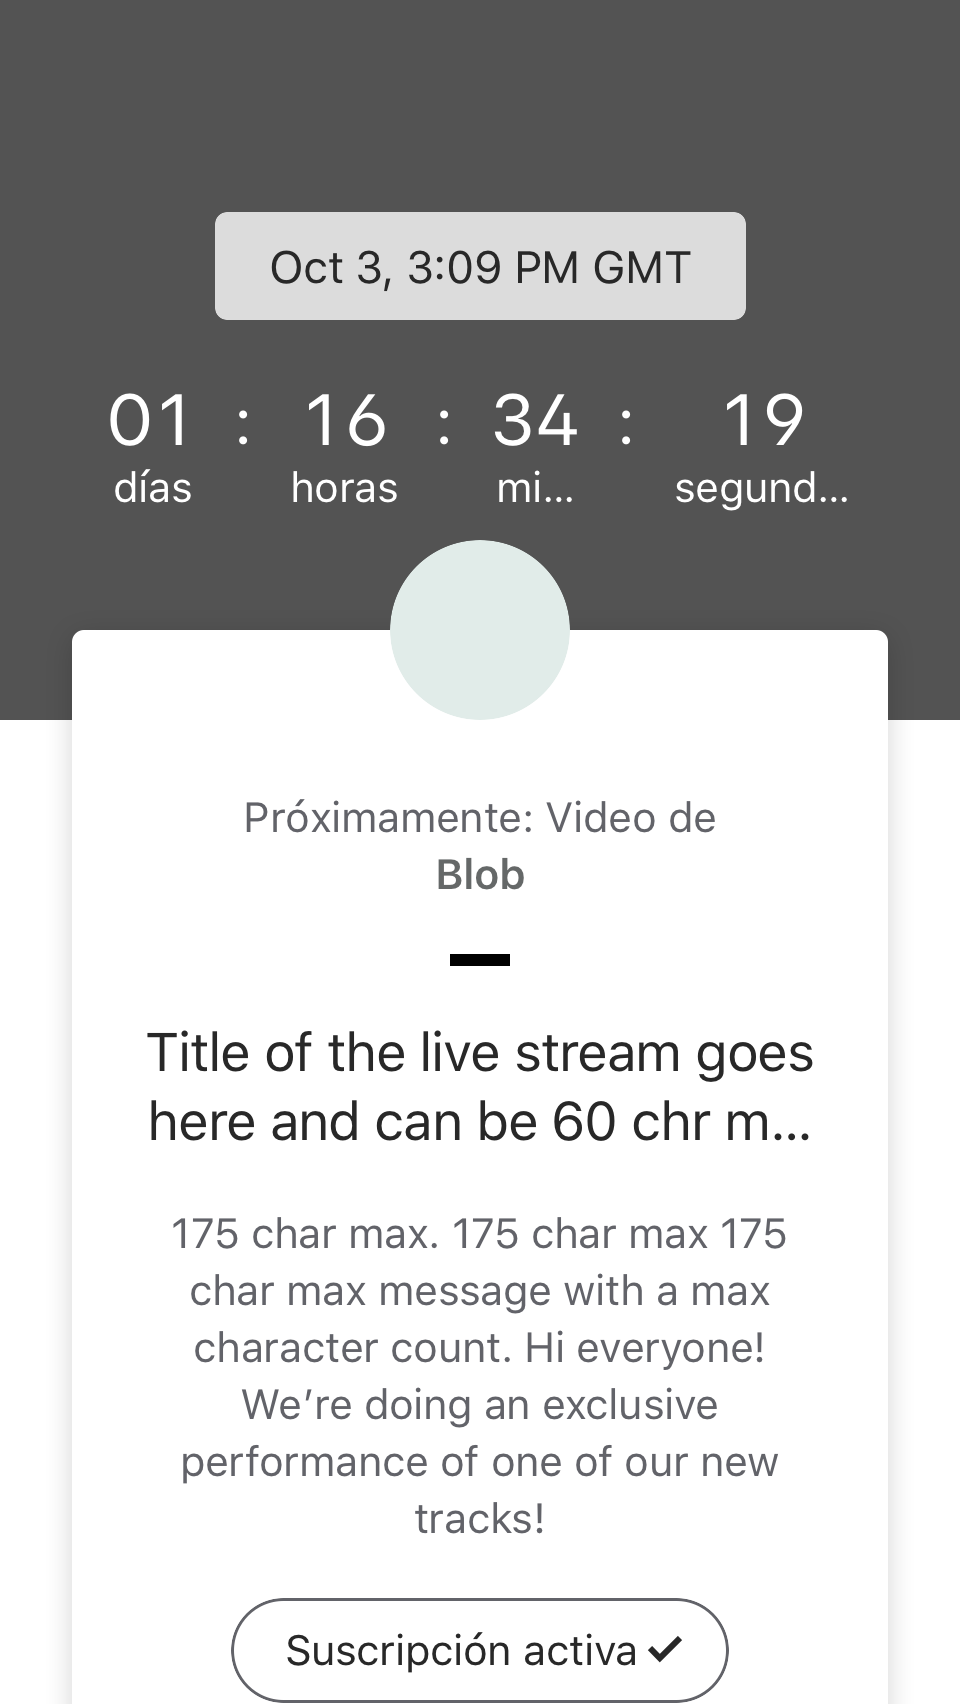 Oct 3, 3:09 PM GMT
01 : 16 : 34 : 19
días horas mi... segund...
Próximamente: Video de
Blob
Title of the live stream goes
here and can be 60 chr m...
175 char max. 175 char max 175
char max message with a max
character count. Hi everyone!
We’re doing an exclusive
performance of one of our new
tracks!
Suscripción activa ✓